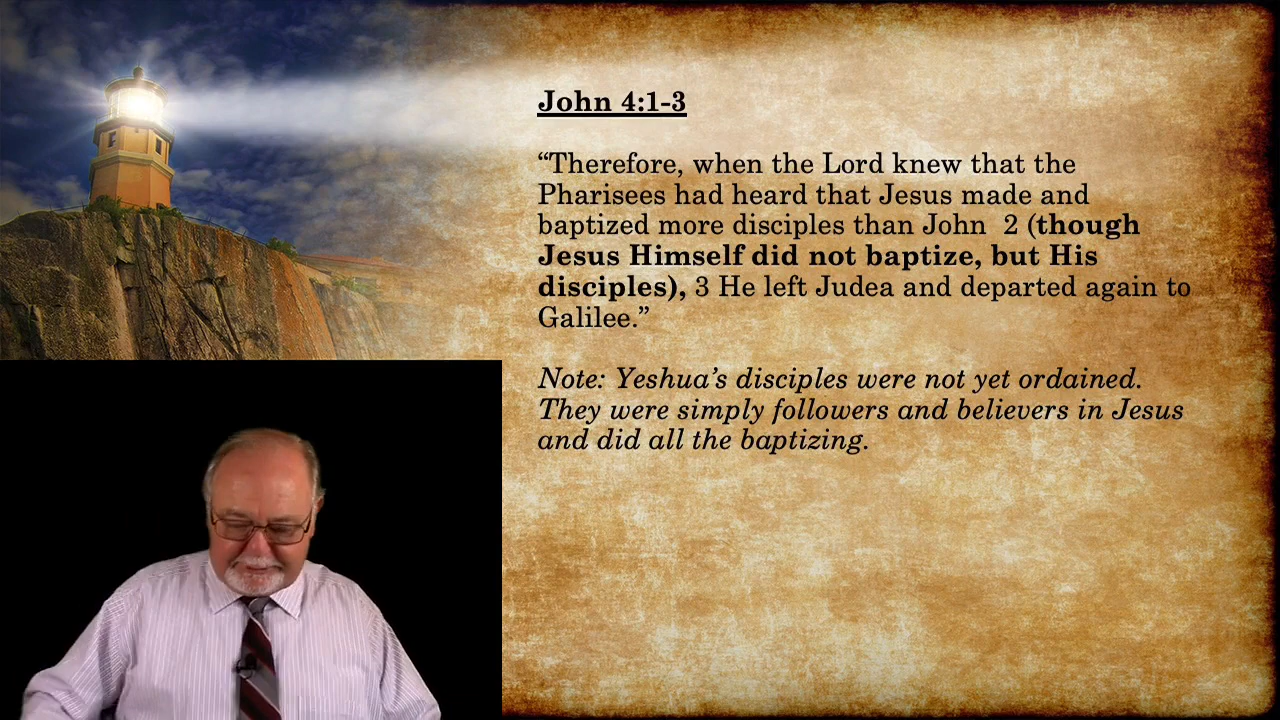 John 4:1-3
“Therefore, when the Lord knew that the
Pharisees had heard that Jesus made and
baptized more disciples than John  2 (though
Jesus Himself did not baptize, but His
disciples), 3 He left Judea and departed again to
Galilee.”
Note: Yeshua’s disciples were not yet ordained.
They were simply followers and believers in Jesus
and did all the baptizing.